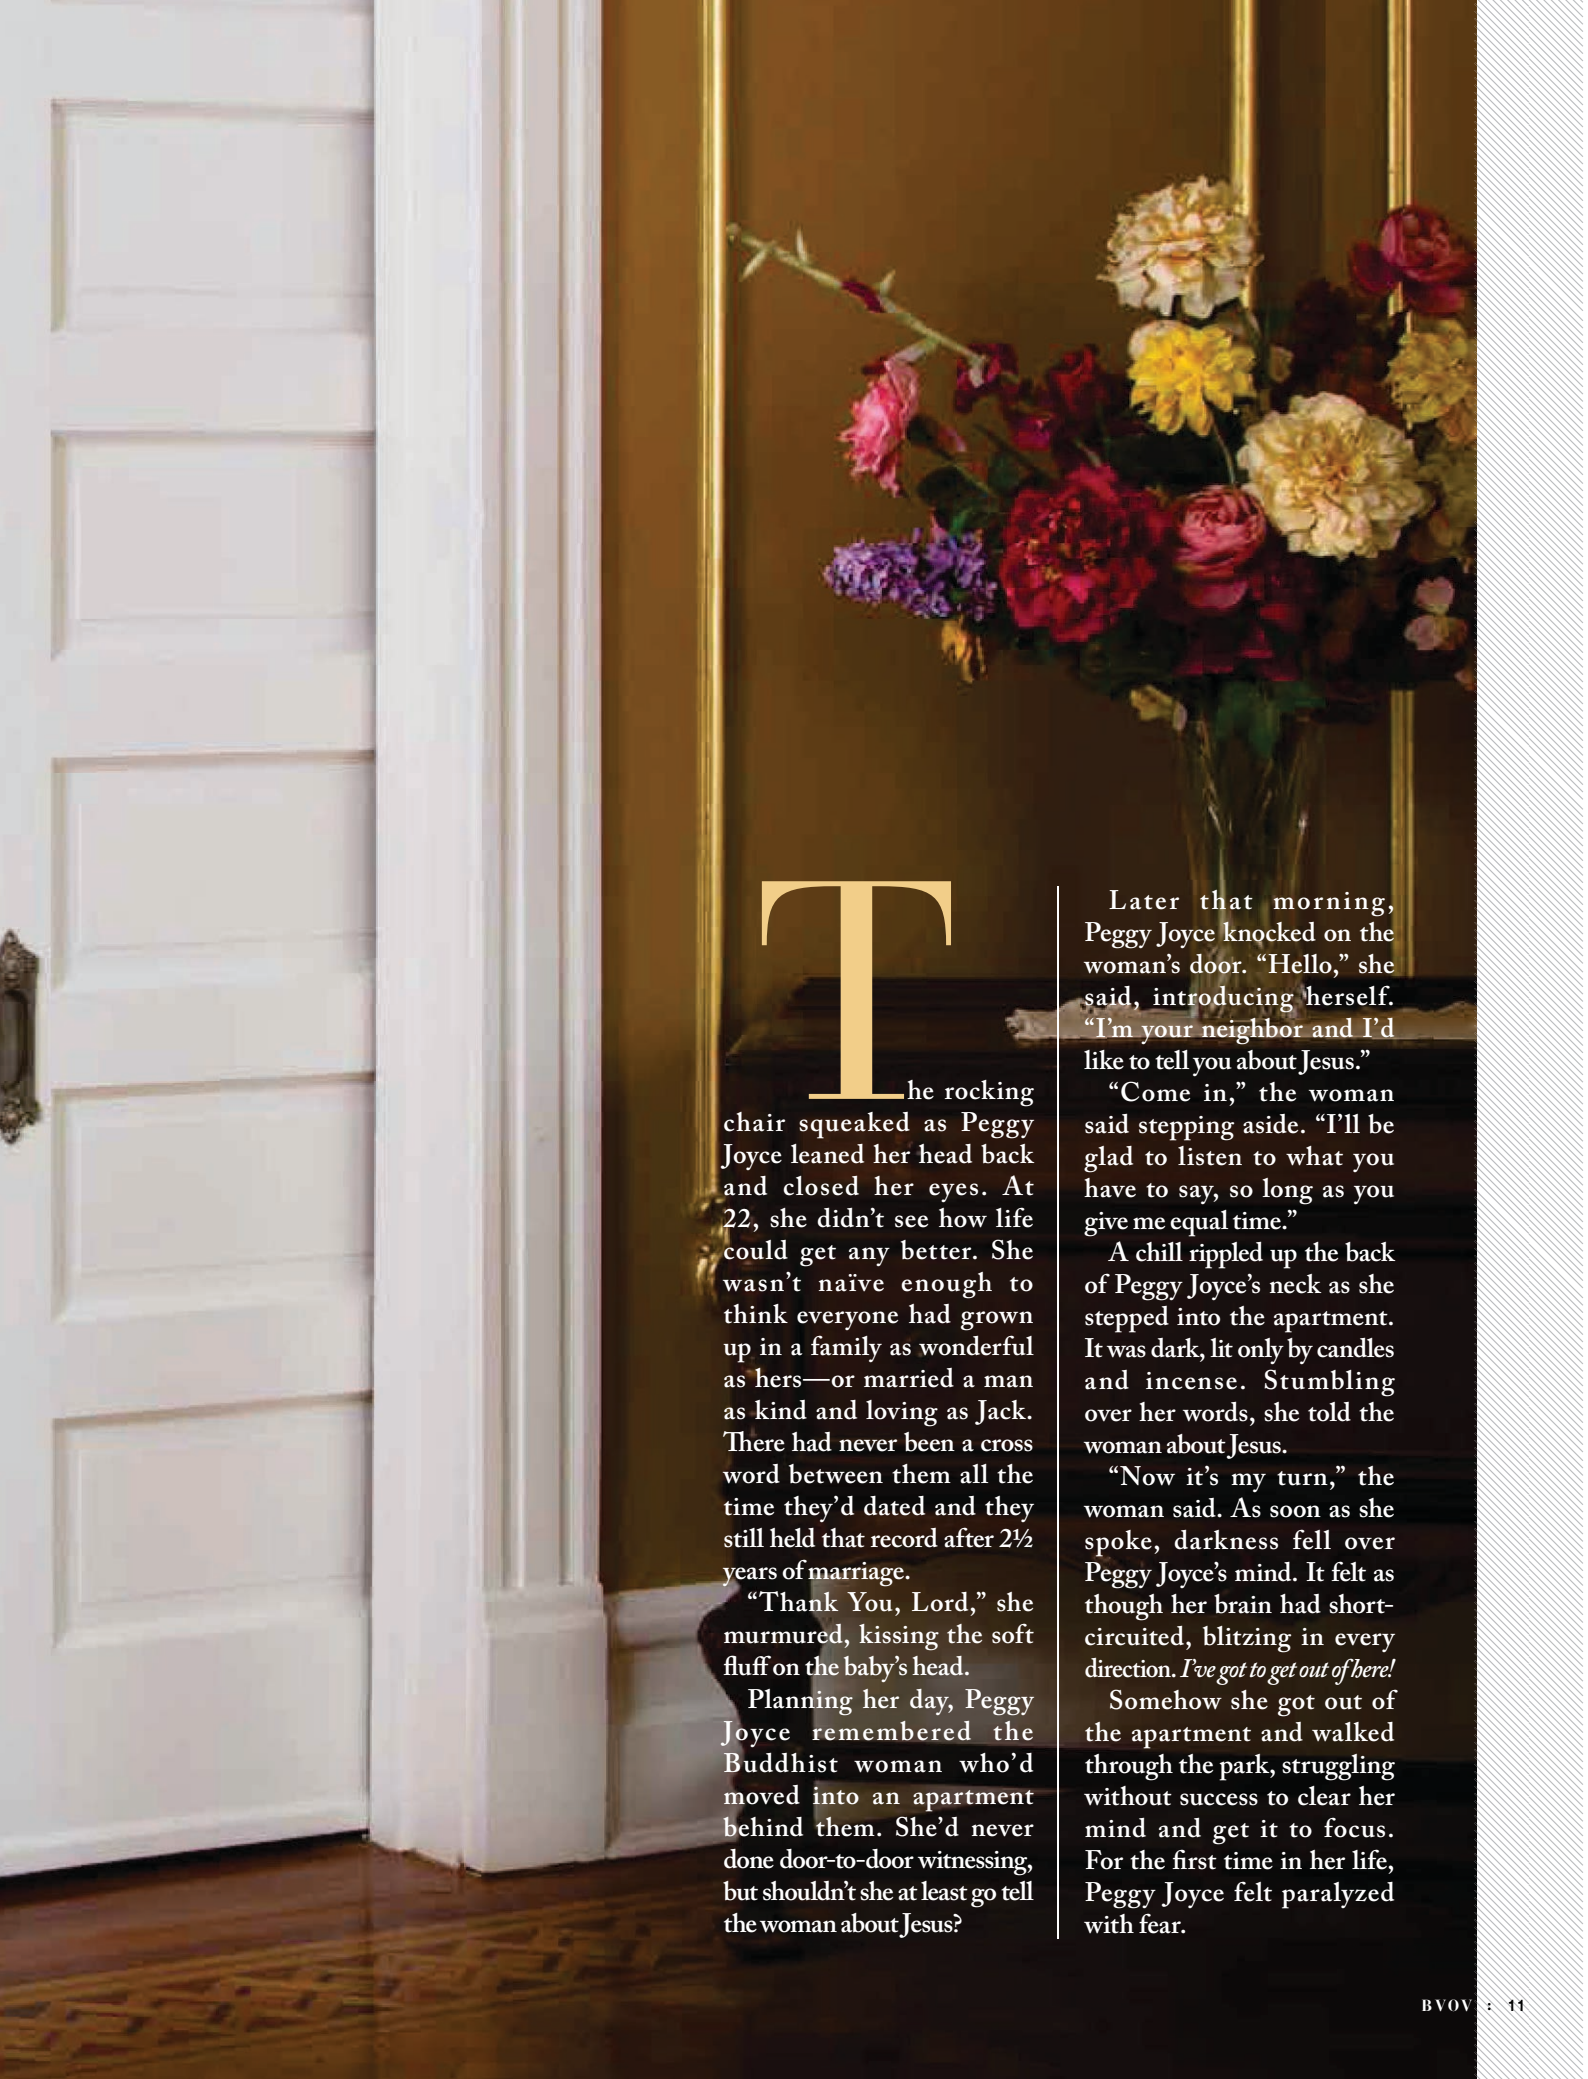 The rocking
chair squeaked as Peggy
Joyce leaned her head back
and closed her eyes. At
22, she didn't see how life
could get any better. She
wasn't naïve enough to
think everyone had grown
up in a family as wonderful
as hers—or married a man
as kind and loving as Jack.
There had never been a cross
word between them all the
time they'd dated and they
still held that record after 2½
years of marriage.
“Thank You, Lord,” she
murmured, kissing the soft
fluff on the baby's head.
Planning her day, Peggy
Joyce remembered the
Buddhist woman who'd
moved into an apartment
behind them. She'd never
done door-to-door witnessing,
but shouldn't she at least go tell
the woman about Jesus?
Later that morning,
Peggy Joyce knocked on the
woman's door. “Hello,” she
said, introducing herself.
“I'm your neighbor and I'd
like to tell you about Jesus.”
“Come in,” the woman
said stepping aside. “I'll be
glad to listen to what you
have to say, so long as you
give me equal time.”
A chill rippled up the back
of Peggy Joyce's neck as she
stepped into the apartment.
It was dark, lit only by candles
and incense. Stumbling
over her words, she told the
woman about Jesus.
“Now it's my turn,” the
woman said. As soon as she
spoke, darkness fell over
Peggy Joyce's mind. It felt as
though her brain had short-
circuited, blitzing in every
direction. I've got to get out of here!
Somehow she got out of
the apartment and walked
through the park, struggling
without success to clear her
mind and get it to focus.
For the first time in her life,
Peggy Joyce felt paralyzed
with fear.
BVOV : 11